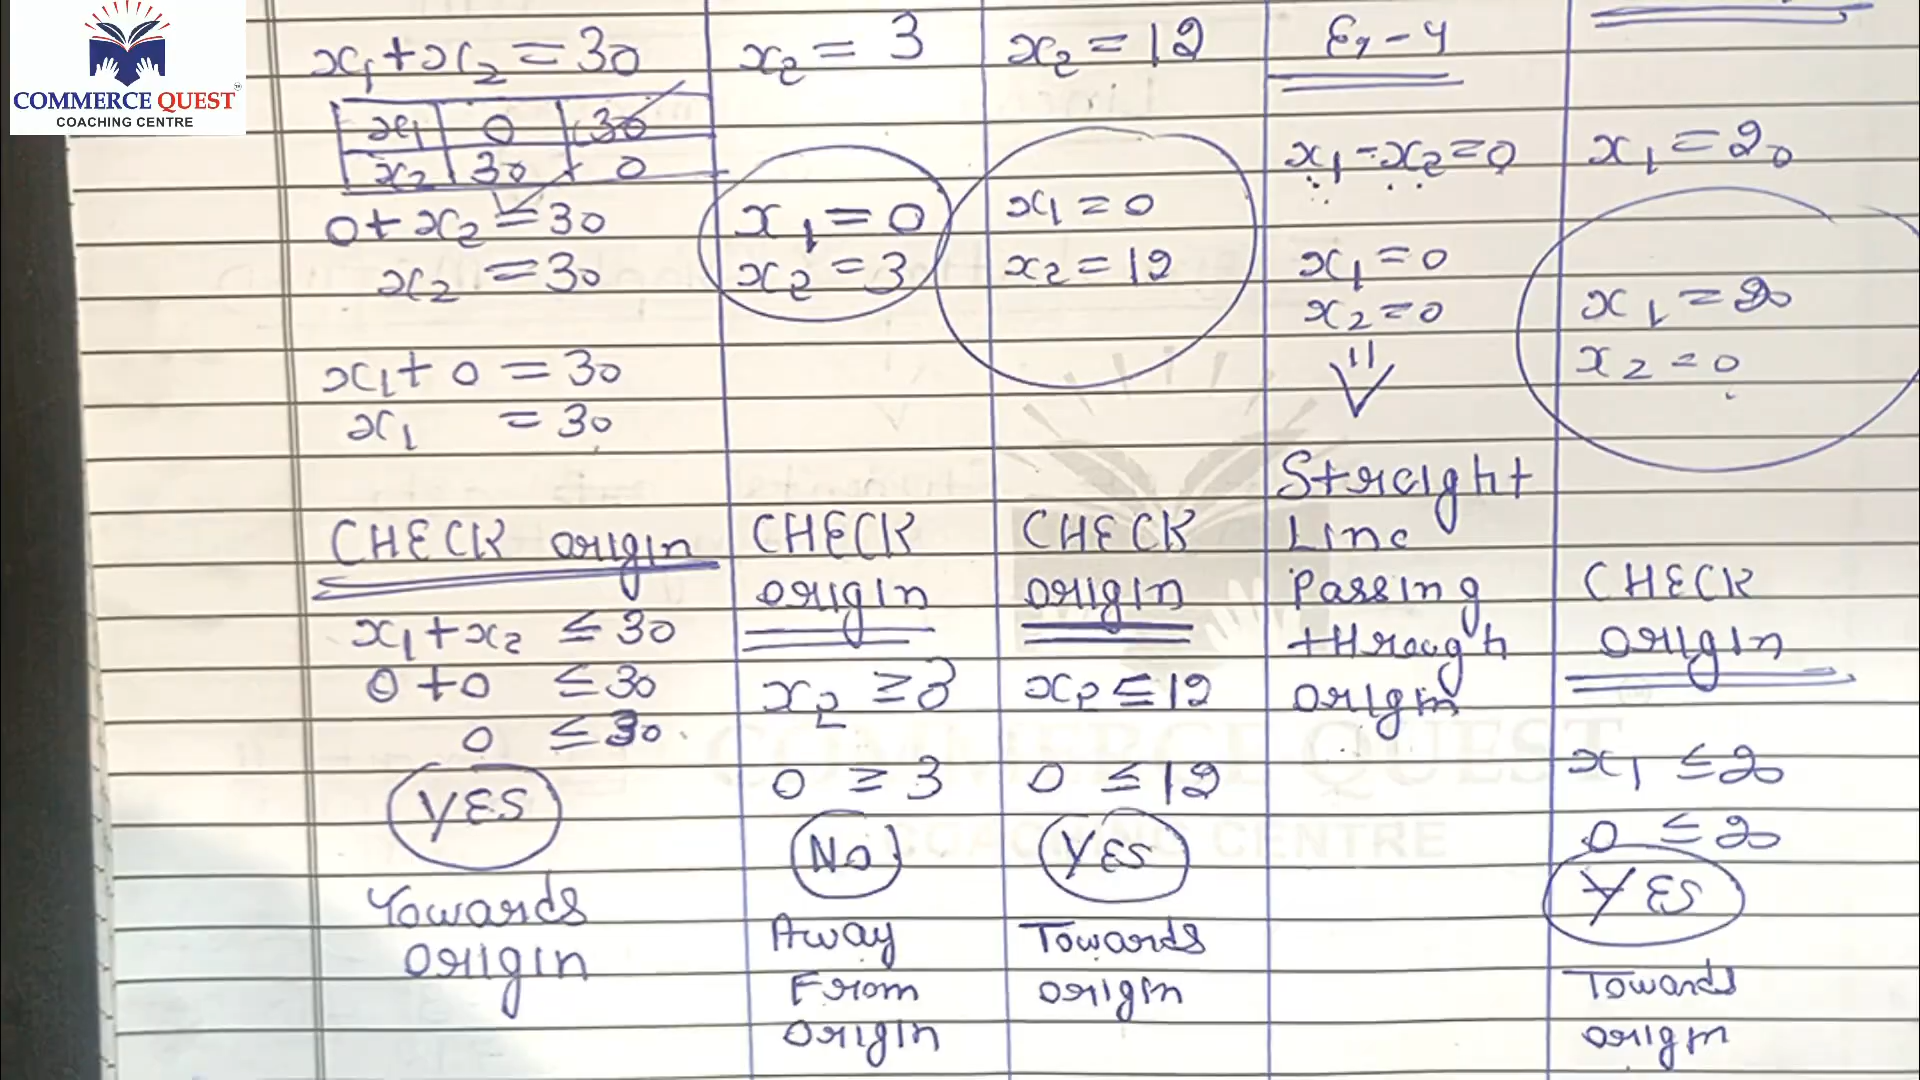 COMMERCE QUEST
COACHING CENTRE
x₁+x₂ = 30
x₁ 0 30
x₂ 30 0
0+x₂ = 30
x₂ = 30
x₁+ 0 = 30
x₁ = 30
CHECK origin
x₁+x₂ ≤ 30
0+0 ≤ 30
0 ≤ 30
YES
Towards
origin
x₂ = 3
x₁ = 0
x₂ = 3
CHECK
origin
x₂ ≥ 3
0 ≥ 3
No
Away
From
origin
x₂ = 12
x₁ = 0
x₂ = 12
CHECK
origin
x₂ ≤ 12
0 ≤ 12
YES
Towards
origin
Eq-4
x₁-x₂=0
x₁ = 0
x₂ = 0
Straight
Line
Passing
through
origin
x₁ = 20
x₁ = 20
x₂ = 0
CHECK
origin
x₁ ≤ 20
0 ≤ 20
YES
Towards
origin
COMMERCE QUEST
COACHING CENTRE